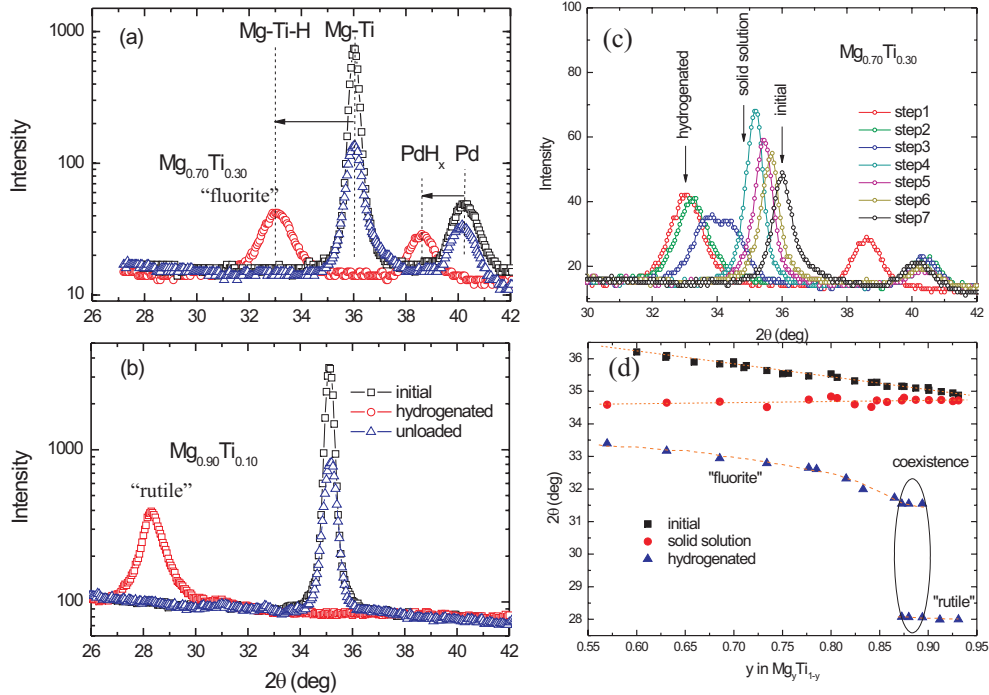 (a)
Mg-Ti-H
Mg-Ti
1000
Intensity
100
10
Mg0.70Ti0.30
"fluorite"
PdHx
Pd
26 28 30 32 34 36 38 40 42
(b)
Intensity
1000
100
Mg0.90Ti0.10
"rutile"
initial
hydrogenated
unloaded
26 28 30 32 34 36 38 40 42
2θ (deg)
(c)
Mg0.70Ti0.30
100
80
60
40
20
Intensity
hydrogenated
solid solution
initial
step1
step2
step3
step4
step5
step6
step7
30 32 34 36 38 40 42
2θ (deg)
(d)
36
35
34
33
32
31
30
29
28
2θ (deg)
"fluorite"
coexistence
initial
solid solution
hydrogenated
"rutile"
0.55 0.60 0.65 0.70 0.75 0.80 0.85 0.90 0.95
y in MgyTi1-y